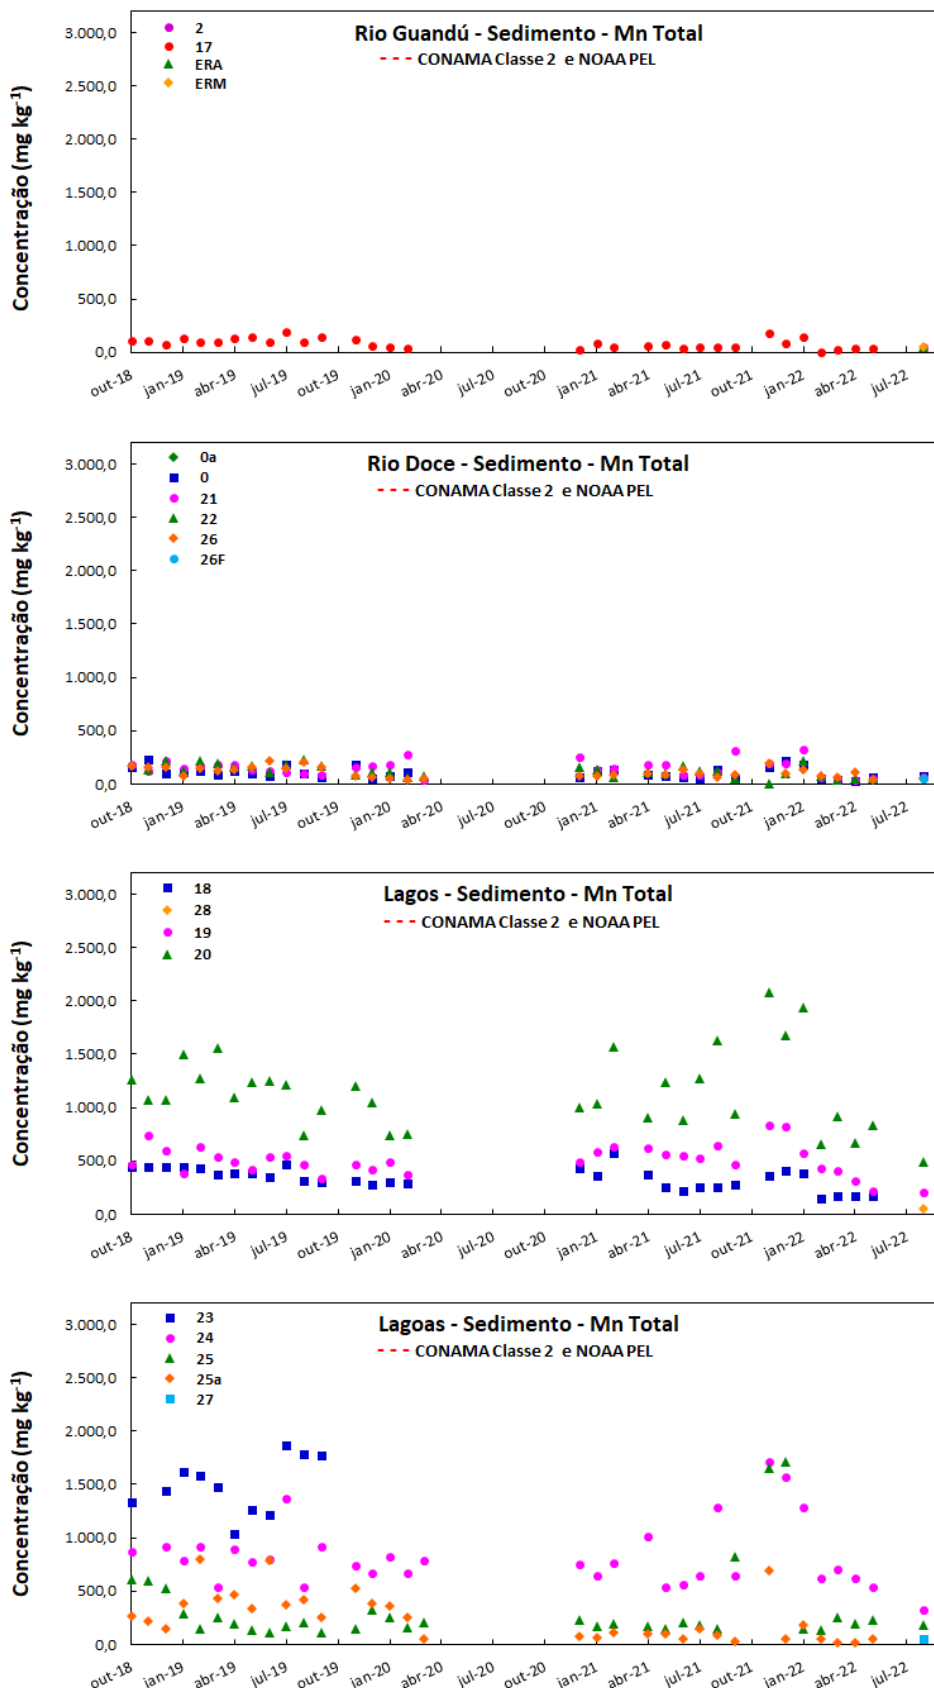 Rio Guandú - Sedimento - Mn Total
- - - CONAMA Classe 2 e NOAA PEL
2
17
ERA
ERM
Concentração (mg kg⁻¹)
3.000,0
2.500,0
2.000,0
1.500,0
1.000,0
500,0
0,0
out-18
jan-19
abr-19
jul-19
out-19
jan-20
abr-20
jul-20
out-20
jan-21
abr-21
jul-21
out-21
jan-22
abr-22
jul-22
Rio Doce - Sedimento - Mn Total
- - - CONAMA Classe 2 e NOAA PEL
0a
0
21
22
26
26F
Concentração (mg kg⁻¹)
3.000,0
2.500,0
2.000,0
1.500,0
1.000,0
500,0
0,0
out-18
jan-19
abr-19
jul-19
out-19
jan-20
abr-20
jul-20
out-20
jan-21
abr-21
jul-21
out-21
jan-22
abr-22
jul-22
Lagos - Sedimento - Mn Total
- - - CONAMA Classe 2 e NOAA PEL
18
28
19
20
Concentração (mg kg⁻¹)
3.000,0
2.500,0
2.000,0
1.500,0
1.000,0
500,0
0,0
out-18
jan-19
abr-19
jul-19
out-19
jan-20
abr-20
jul-20
out-20
jan-21
abr-21
jul-21
out-21
jan-22
abr-22
jul-22
Lagoas - Sedimento - Mn Total
- - - CONAMA Classe 2 e NOAA PEL
23
24
25
25a
27
Concentração (mg kg⁻¹)
3.000,0
2.500,0
2.000,0
1.500,0
1.000,0
500,0
0,0
out-18
jan-19
abr-19
jul-19
out-19
jan-20
abr-20
jul-20
out-20
jan-21
abr-21
jul-21
out-21
jan-22
abr-22
jul-22